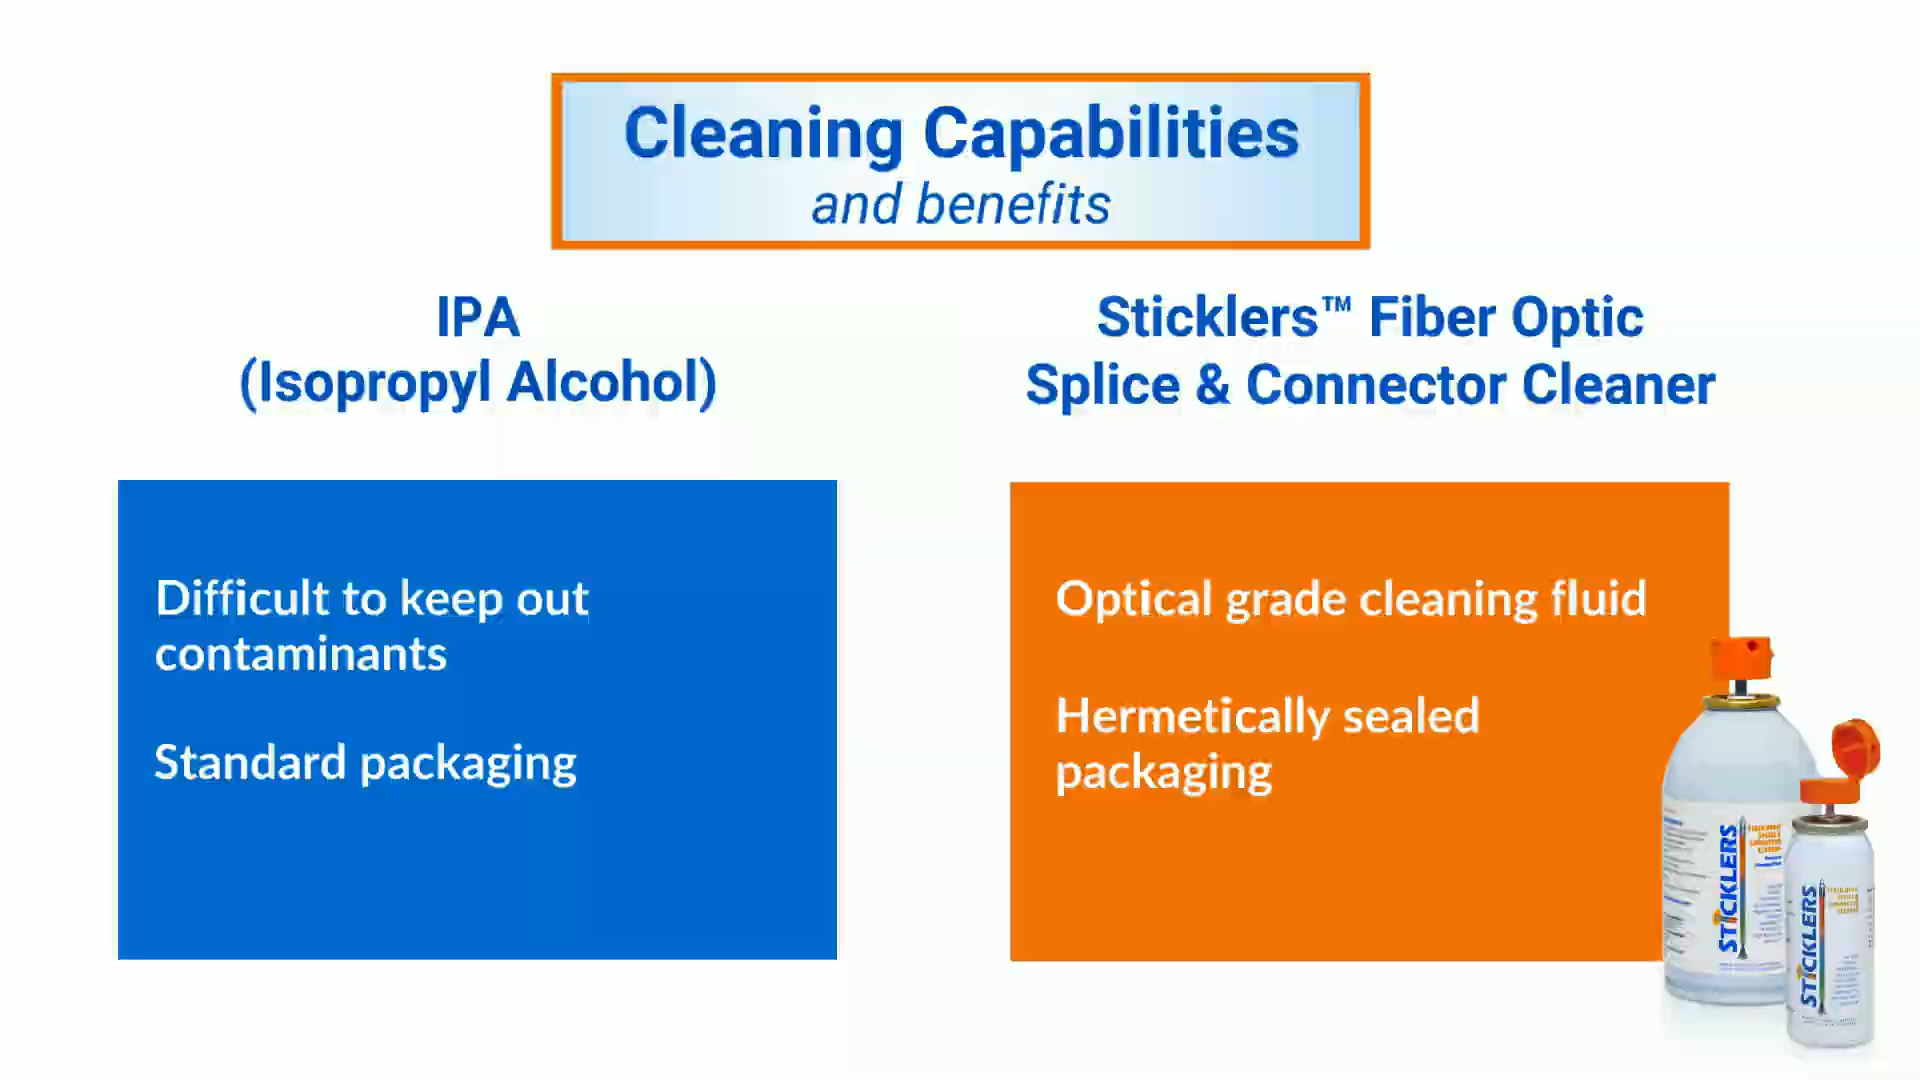 Cleaning Capabilities
and benefits
IPA
(Isopropyl Alcohol)
Sticklers™ Fiber Optic
Splice & Connector Cleaner
Difficult to keep out
contaminants
Standard packaging
Optical grade cleaning fluid
Hermetically sealed
packaging
STICKLERS
STICKLERS